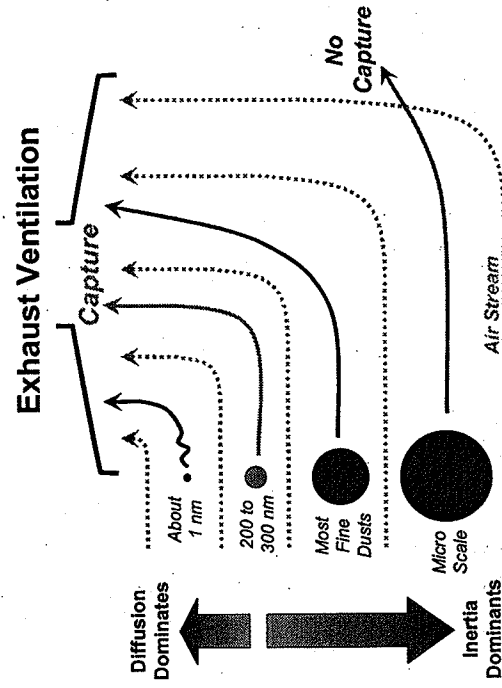 Exhaust Ventilation
Capture
No
Capture
Diffusion
Dominates
About
1 nm
200 to
300 nm
Most
Fine
Dusts
Micro
Scale
Air Stream
Inertia
Dominants